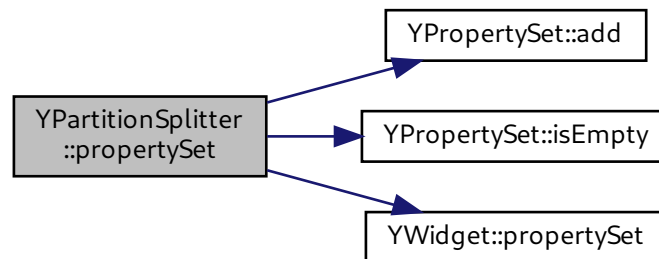 YPropertySet::add
YPartitionSplitter
::propertySet
YPropertySet::isEmpty
YWidget::propertySet